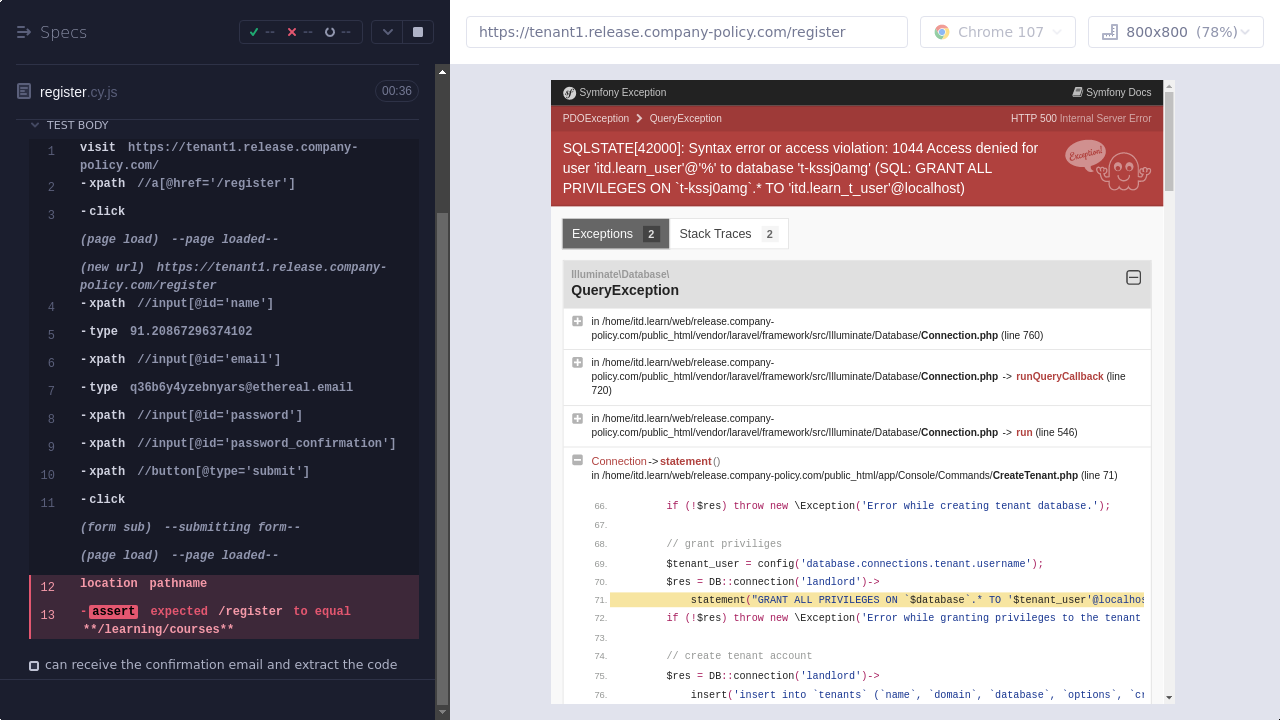 Specs
--
--
--
register.cy.js
00:36
TEST BODY
1 visit https://tenant1.release.company-
policy.com/
2 -xpath //a[@href='/register']
3 -click
(page load) --page loaded--
(new url) https://tenant1.release.company-
policy.com/register
4 -xpath //input[@id='name']
5 -type 91.20867296374102
6 -xpath //input[@id='email']
7 -type q36b6y4yzebnyars@ethereal.email
8 -xpath //input[@id='password']
9 -xpath //input[@id='password_confirmation']
10 -xpath //button[@type='submit']
11 -click
(form sub) --submitting form--
(page load) --page loaded--
12 location pathname
13 -assert expected /register to equal
**/learning/courses**
can receive the confirmation email and extract the code
https://tenant1.release.company-policy.com/register
Chrome 107
800x800 (78%)
Symfony Exception
Symfony Docs
PDOException > QueryException
HTTP 500 Internal Server Error
SQLSTATE[42000]: Syntax error or access violation: 1044 Access denied for
user 'itd.learn_user'@'%' to database 't-kssj0amg' (SQL: GRANT ALL
PRIVILEGES ON `t-kssj0amg`.* TO 'itd.learn_t_user'@localhost)
Exception!
Exceptions 2
Stack Traces 2
Illuminate\Database\
QueryException
in /home/itd.learn/web/release.company-
policy.com/public_html/vendor/laravel/framework/src/Illuminate/Database/Connection.php (line 760)
in /home/itd.learn/web/release.company-
policy.com/public_html/vendor/laravel/framework/src/Illuminate/Database/Connection.php -> runQueryCallback (line
720)
in /home/itd.learn/web/release.company-
policy.com/public_html/vendor/laravel/framework/src/Illuminate/Database/Connection.php -> run (line 546)
Connection->statement()
in /home/itd.learn/web/release.company-policy.com/public_html/app/Console/Commands/CreateTenant.php (line 71)
66. if (!$res) throw new \Exception('Error while creating tenant database.');
67.
68. // grant priviliges
69. $tenant_user = config('database.connections.tenant.username');
70. $res = DB::connection('landlord')->
71. statement("GRANT ALL PRIVILEGES ON `$database`.* TO '$tenant_user'@localhos
72. if (!$res) throw new \Exception('Error while granting privileges to the tenant
73.
74. // create tenant account
75. $res = DB::connection('landlord')->
76. insert('insert into `tenants` (`name`, `domain`, `database`, `options`, `cr